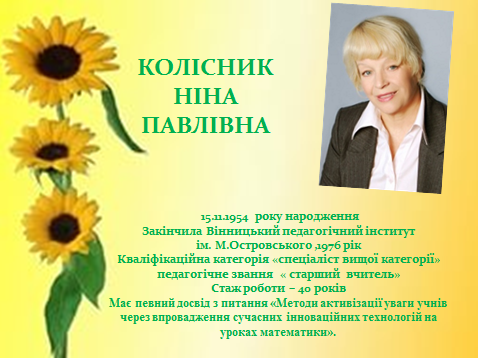 КОЛІСНИК
НІНА
ПАВЛІВНА
15.11.1954 року народження
Закінчила Вінницький педагогічний інститут
ім. М.Островського ,1976 рік
Кваліфікаційна категорія «спеціаліст вищої категорії»
педагогічне звання « старший вчитель»
Стаж роботи – 40 років
Має певний досвід з питання «Методи активізації уваги учнів
через впровадження сучасних інноваційних технологій на
уроках математики».